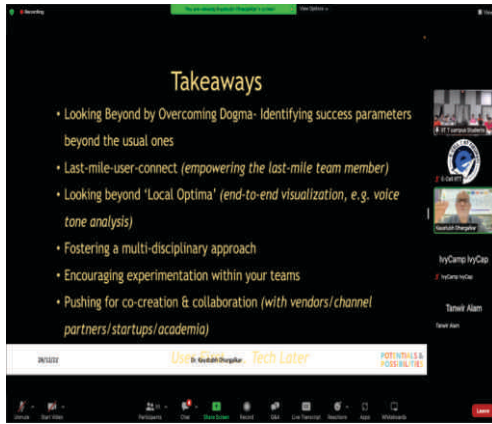 Recording
You are viewing Kaustubh Dhargalkar's screen
View Options
View
Takeaways
• Looking Beyond by Overcoming Dogma- Identifying success parameters
beyond the usual ones
• Last-mile-user-connect (empowering the last-mile team member)
• Looking beyond 'Local Optima' (end-to-end visualization, e.g. voice
tone analysis)
• Fostering a multi-disciplinary approach
• Encouraging experimentation within your teams
• Pushing for co-creation & collaboration (with vendors/channel
partners/startups/academia)
Tech Later
Dr. Kaustubh Dhargalkar
POTENTIALS &
POSSIBILITIES
E-Cell IITT
Kaustubh Dhargalkar
IvyCamp IvyCap
IvyCamp IvyCap
Tanwir Alam
Tanwir Alam
Unmute
Start Video
Participants
Chat
Share Screen
Record
Q&A
Live Transcript
Reactions
Apps
Whiteboards
Leave